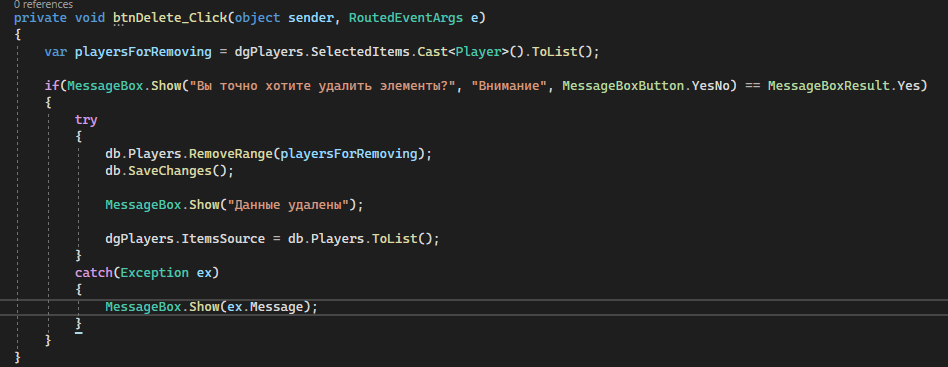 0 references
private void btnDelete_Click(object sender, RoutedEventArgs e)
{
    var playersForRemoving = dgPlayers.SelectedItems.Cast<Player>().ToList();

    if(MessageBox.Show("Вы точно хотите удалить элементы?", "Внимание", MessageBoxButton.YesNo) == MessageBoxResult.Yes)
    {
        try
        {
            db.Players.RemoveRange(playersForRemoving);
            db.SaveChanges();

            MessageBox.Show("Данные удалены");

            dgPlayers.ItemsSource = db.Players.ToList();
        }
        catch(Exception ex)
        {
            MessageBox.Show(ex.Message);
        }
    }
}